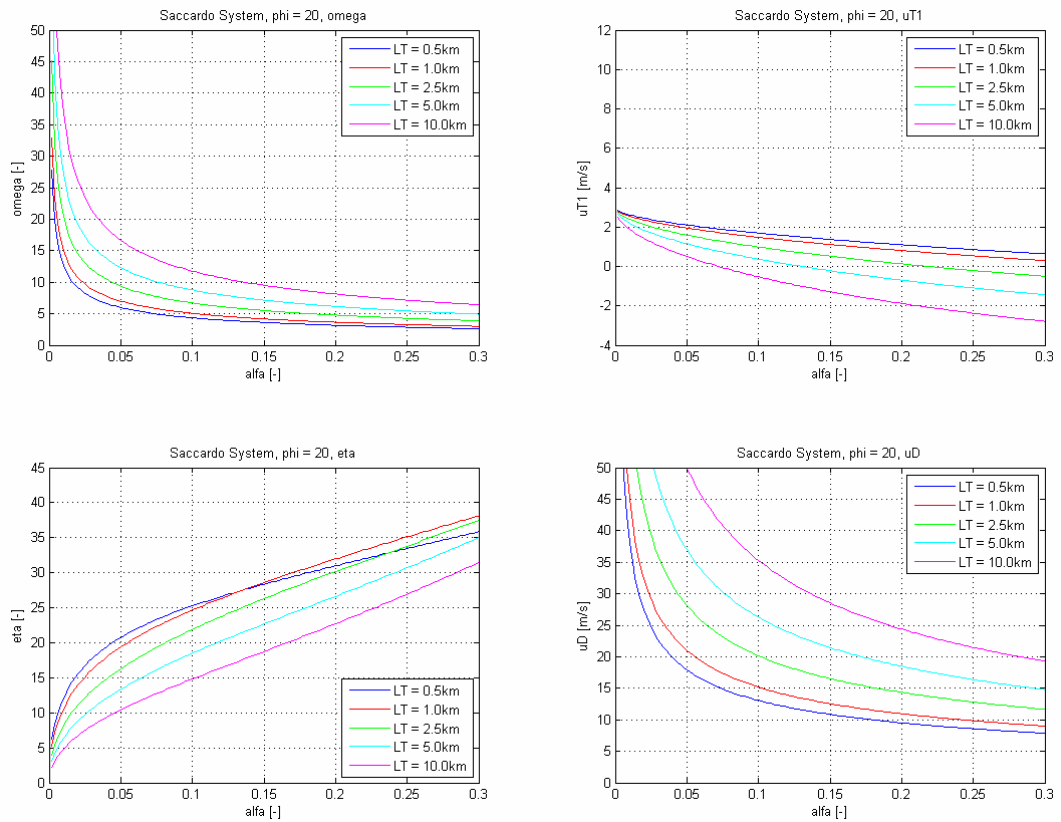 Saccardo System, phi = 20, omega
50
45
40
35
30
25
20
15
10
5
0
omega [-]
LT = 0.5km
LT = 1.0km
LT = 2.5km
LT = 5.0km
LT = 10.0km
0
0.05
0.1
0.15
0.2
0.25
0.3
alfa [-]
Saccardo System, phi = 20, uT1
12
10
8
6
4
2
0
-2
-4
uT1 [m/s]
LT = 0.5km
LT = 1.0km
LT = 2.5km
LT = 5.0km
LT = 10.0km
0
0.05
0.1
0.15
0.2
0.25
0.3
alfa [-]
Saccardo System, phi = 20, eta
45
40
35
30
25
20
15
10
5
0
eta [-]
LT = 0.5km
LT = 1.0km
LT = 2.5km
LT = 5.0km
LT = 10.0km
0
0.05
0.1
0.15
0.2
0.25
0.3
alfa [-]
Saccardo System, phi = 20, uD
50
45
40
35
30
25
20
15
10
5
0
uD [m/s]
LT = 0.5km
LT = 1.0km
LT = 2.5km
LT = 5.0km
LT = 10.0km
0
0.05
0.1
0.15
0.2
0.25
0.3
alfa [-]